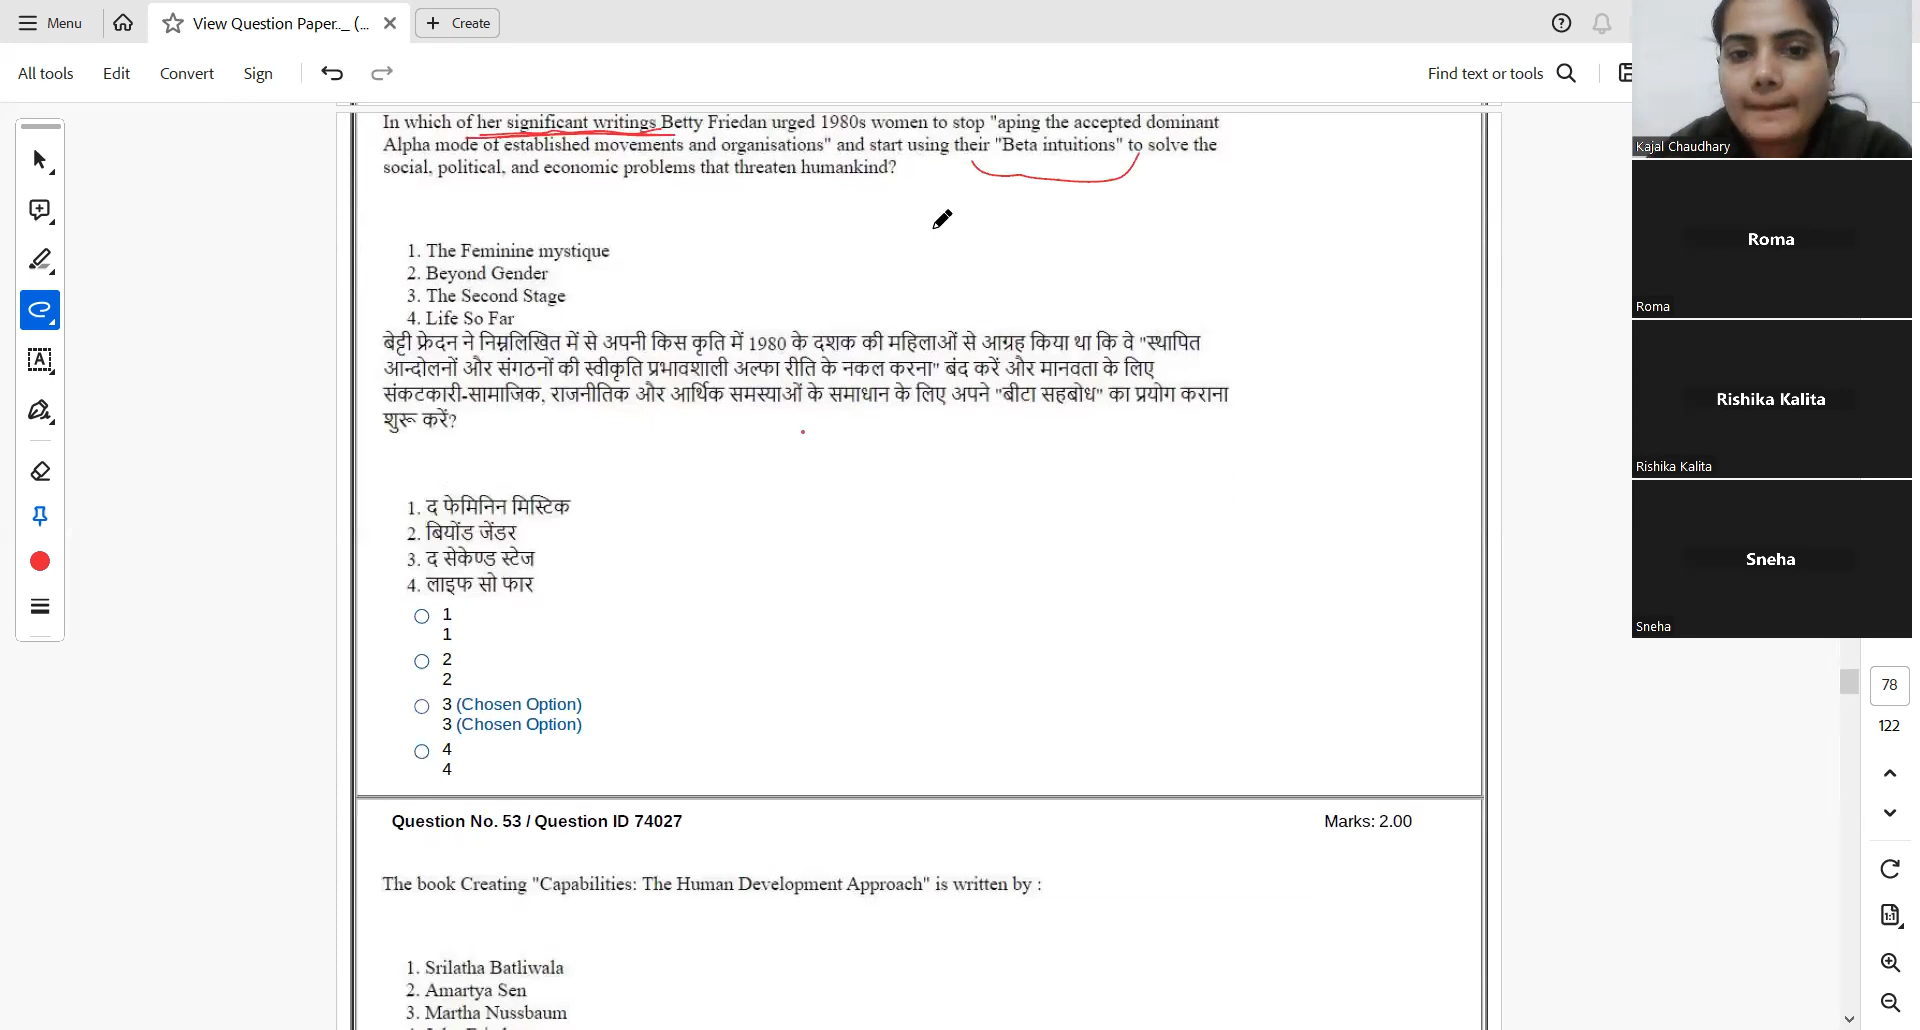 Menu
View Question Paper.._ (...
Create
All tools
Edit
Convert
Sign
Find text or tools
In which of her significant writings Betty Friedan urged 1980s women to stop "aping the accepted dominant
Alpha mode of established movements and organisations" and start using their "Beta intuitions" to solve the
social, political, and economic problems that threaten humankind?
1. The Feminine mystique
2. Beyond Gender
3. The Second Stage
4. Life So Far
बेट्टी फ्रेदन ने निम्नलिखित में से अपनी किस कृति में 1980 के दशक की महिलाओं से आग्रह किया था कि वे "स्थापित
आन्दोलनों और संगठनों की स्वीकृति प्रभावशाली अल्फा रीति के नकल करना" बंद करें और मानवता के लिए
संकटकारी-सामाजिक, राजनीतिक और आर्थिक समस्याओं के समाधान के लिए अपने "बीटा सहबोध" का प्रयोग कराना
शुरू करें?
1. द फेमिनिन मिस्टिक
2. बियोंड जेंडर
3. द सेकेण्ड स्टेज
4. लाइफ सो फार
1
1
2
2
3 (Chosen Option)
3 (Chosen Option)
4
4
Question No. 53 / Question ID 74027
Marks: 2.00
The book Creating "Capabilities: The Human Development Approach" is written by :
1. Srilatha Batliwala
2. Amartya Sen
3. Martha Nussbaum
Kajal Chaudhary
Roma
Roma
Rishika Kalita
Rishika Kalita
Sneha
Sneha
78
122
1:1